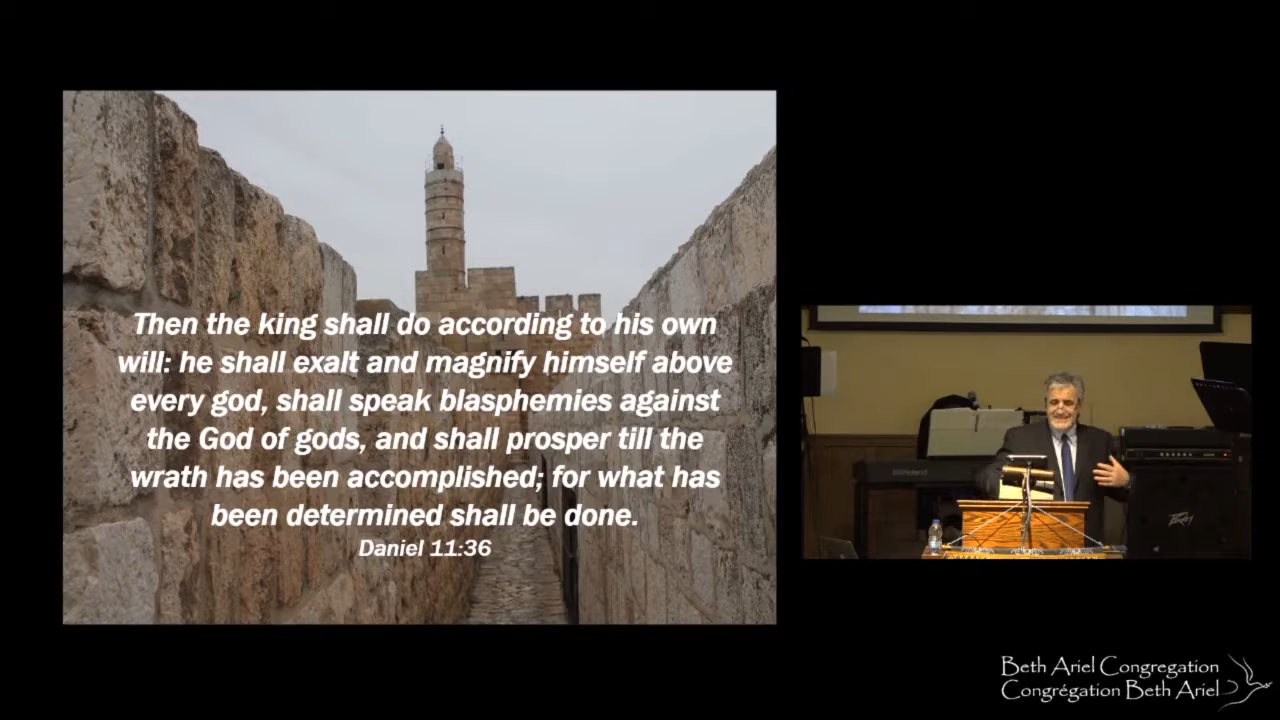 Then the king shall do according to his own
will: he shall exalt and magnify himself above
every god, shall speak blasphemies against
the God of gods, and shall prosper till the
wrath has been accomplished; for what has
been determined shall be done.
Daniel 11:36
Roland
PEAVEY
Beth Ariel Congregation
Congrégation Beth Ariel